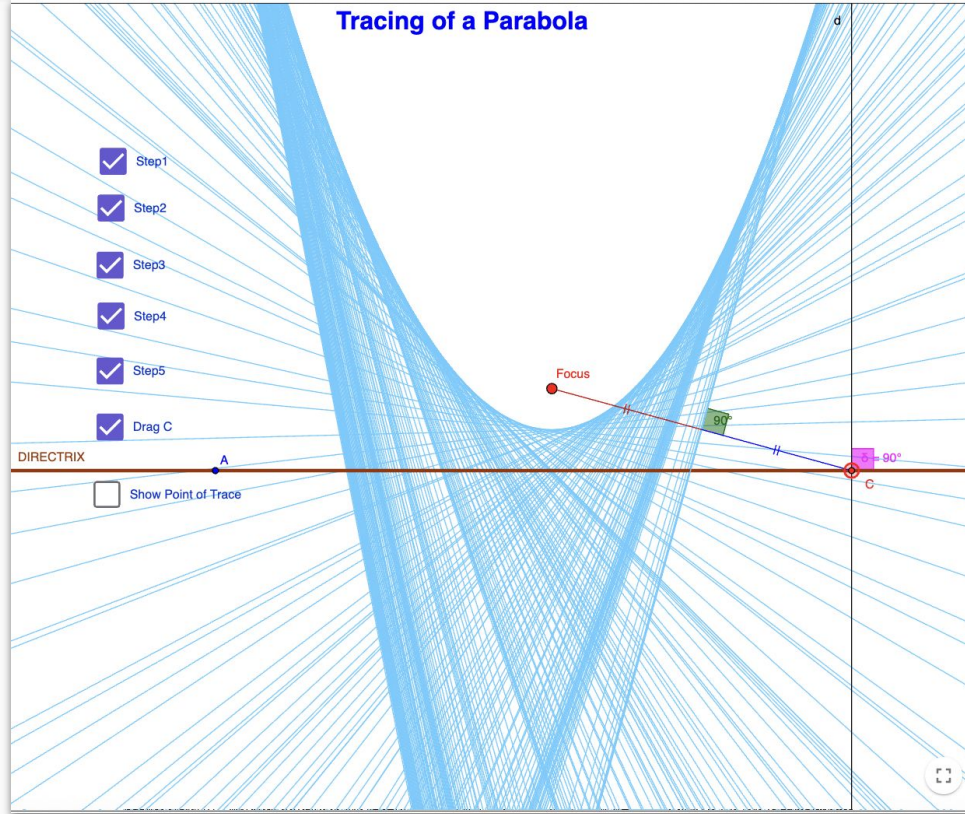 Tracing of a Parabola
d
Step1
Step2
Step3
Step4
Step5
Focus
90°
Drag C
DIRECTRIX
A
δ = 90°
C
Show Point of Trace